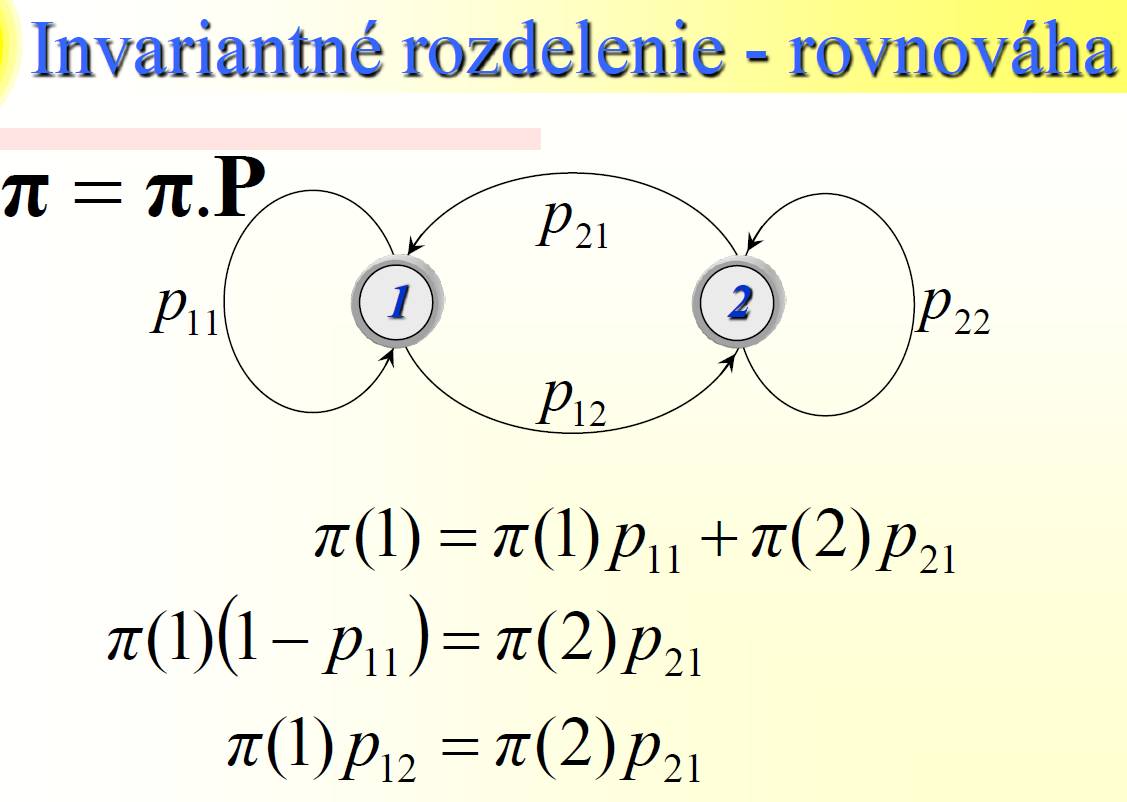 Invariantné rozdelenie - rovnováha
π = π.P
p₂₁
p₁₁
1
2
p₂₂
p₁₂
π(1) = π(1)p₁₁ + π(2)p₂₁
π(1)(1 − p₁₁) = π(2)p₂₁
π(1)p₁₂ = π(2)p₂₁